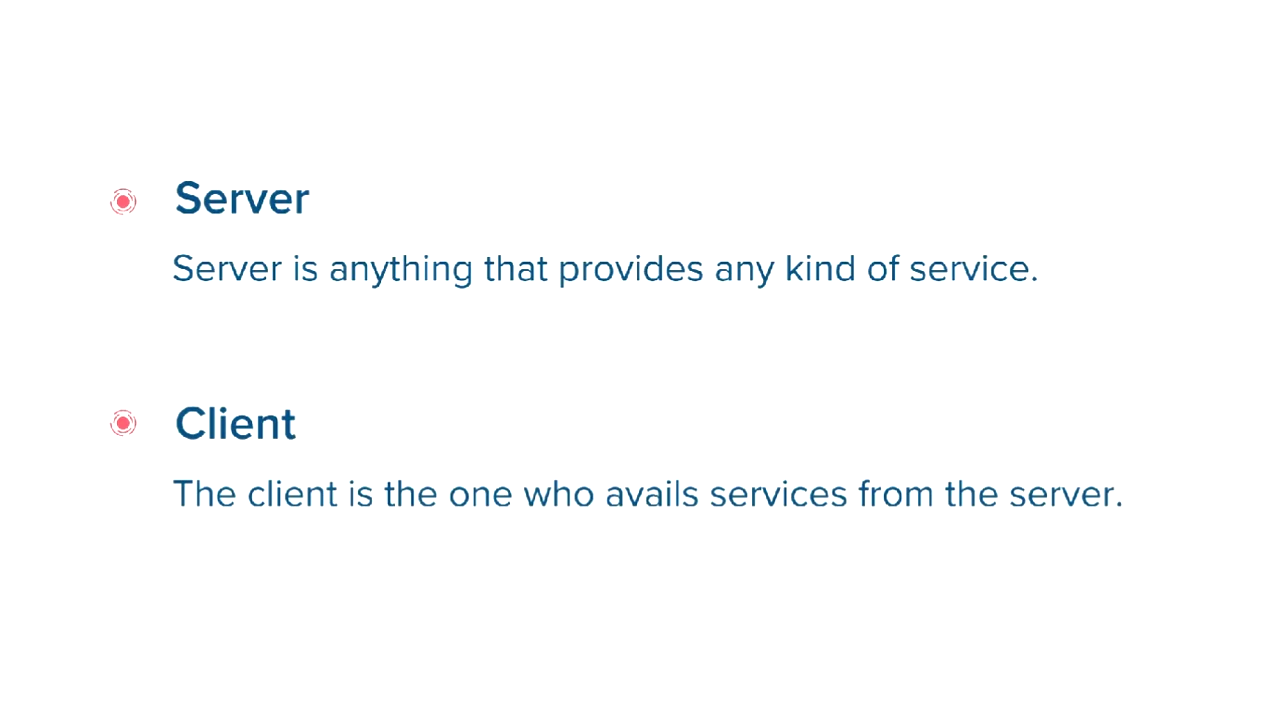 Server
Server is anything that provides any kind of service.
Client
The client is the one who avails services from the server.